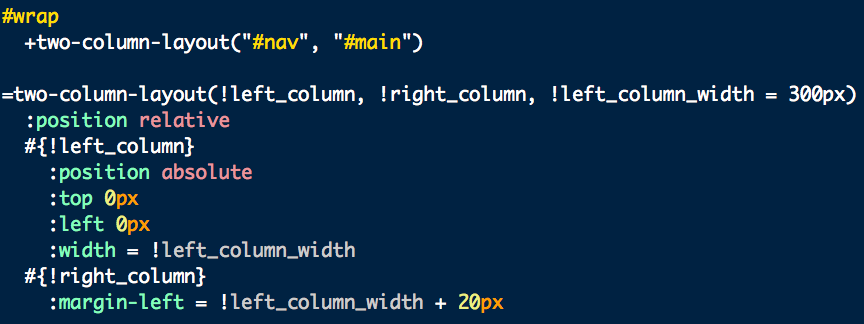 #wrap
  +two-column-layout("#nav", "#main")

=two-column-layout(!left_column, !right_column, !left_column_width = 300px)
  :position relative
  #{!left_column}
    :position absolute
    :top 0px
    :left 0px
    :width = !left_column_width
  #{!right_column}
    :margin-left = !left_column_width + 20px